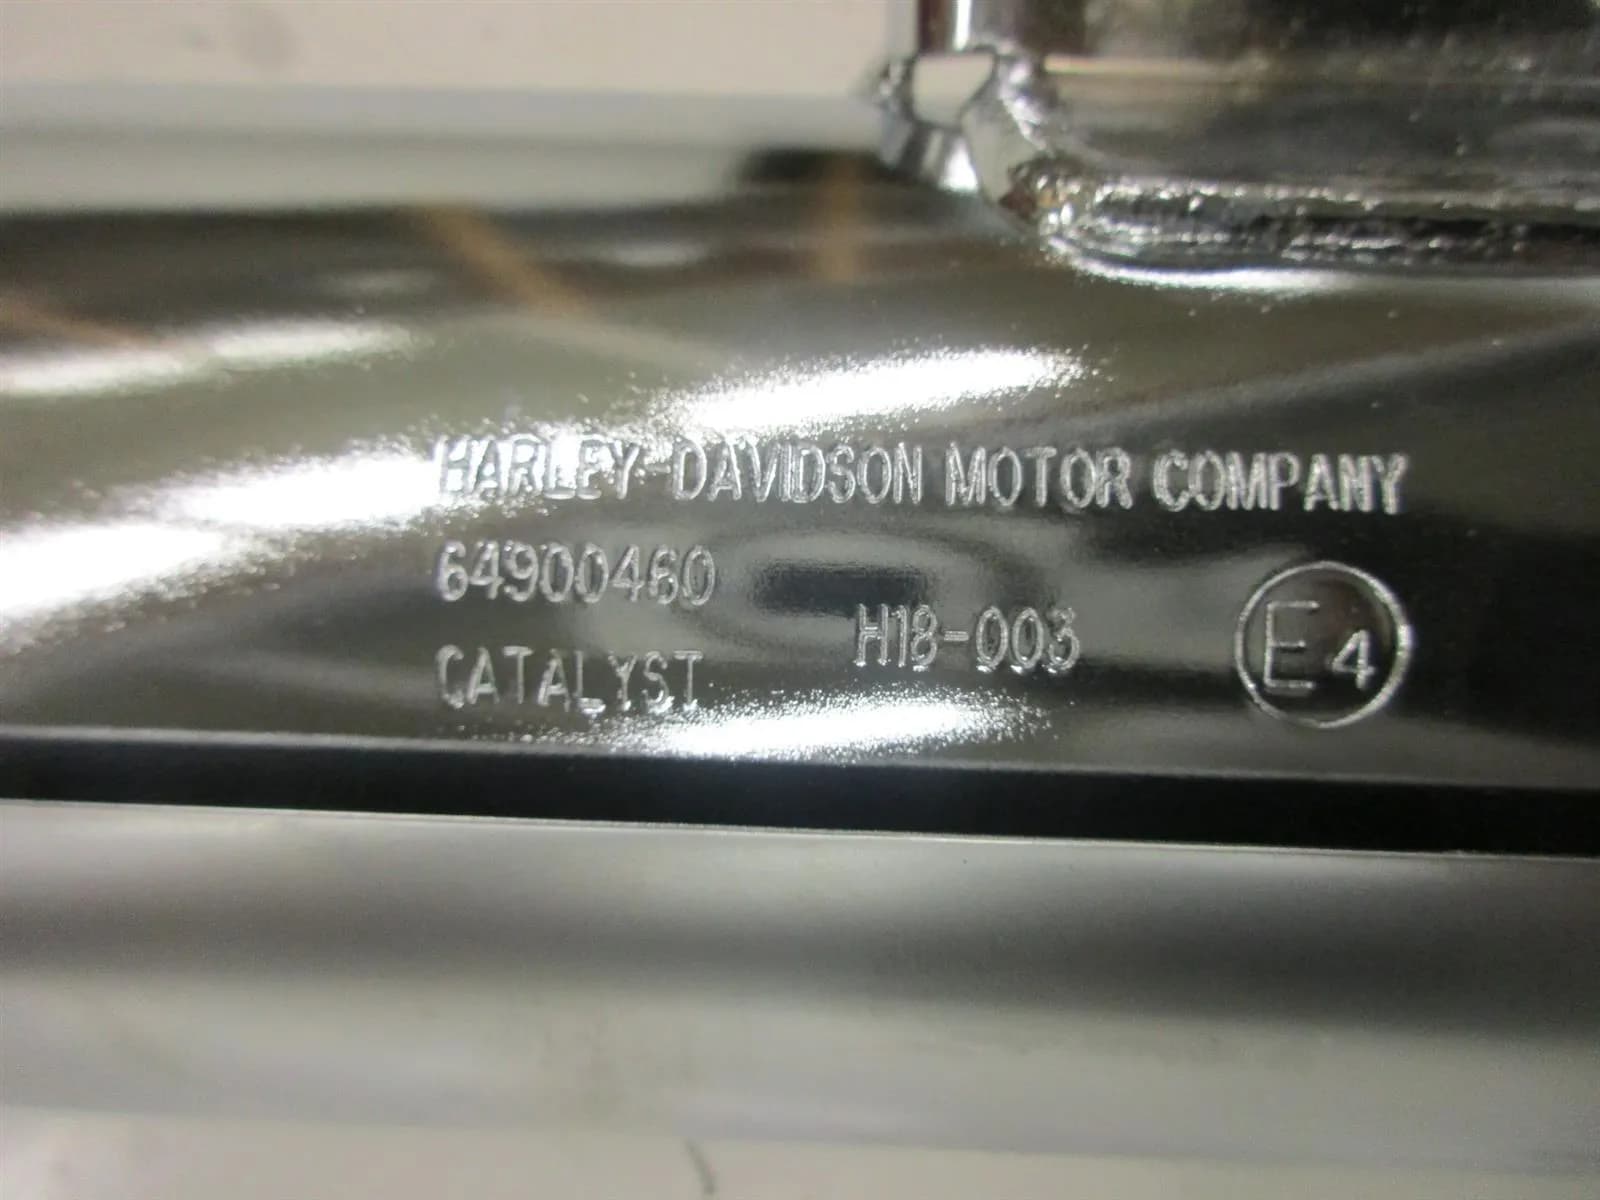 HARLEY-DAVIDSON MOTOR COMPANY
64900460
H18-003
CATALYST
E4